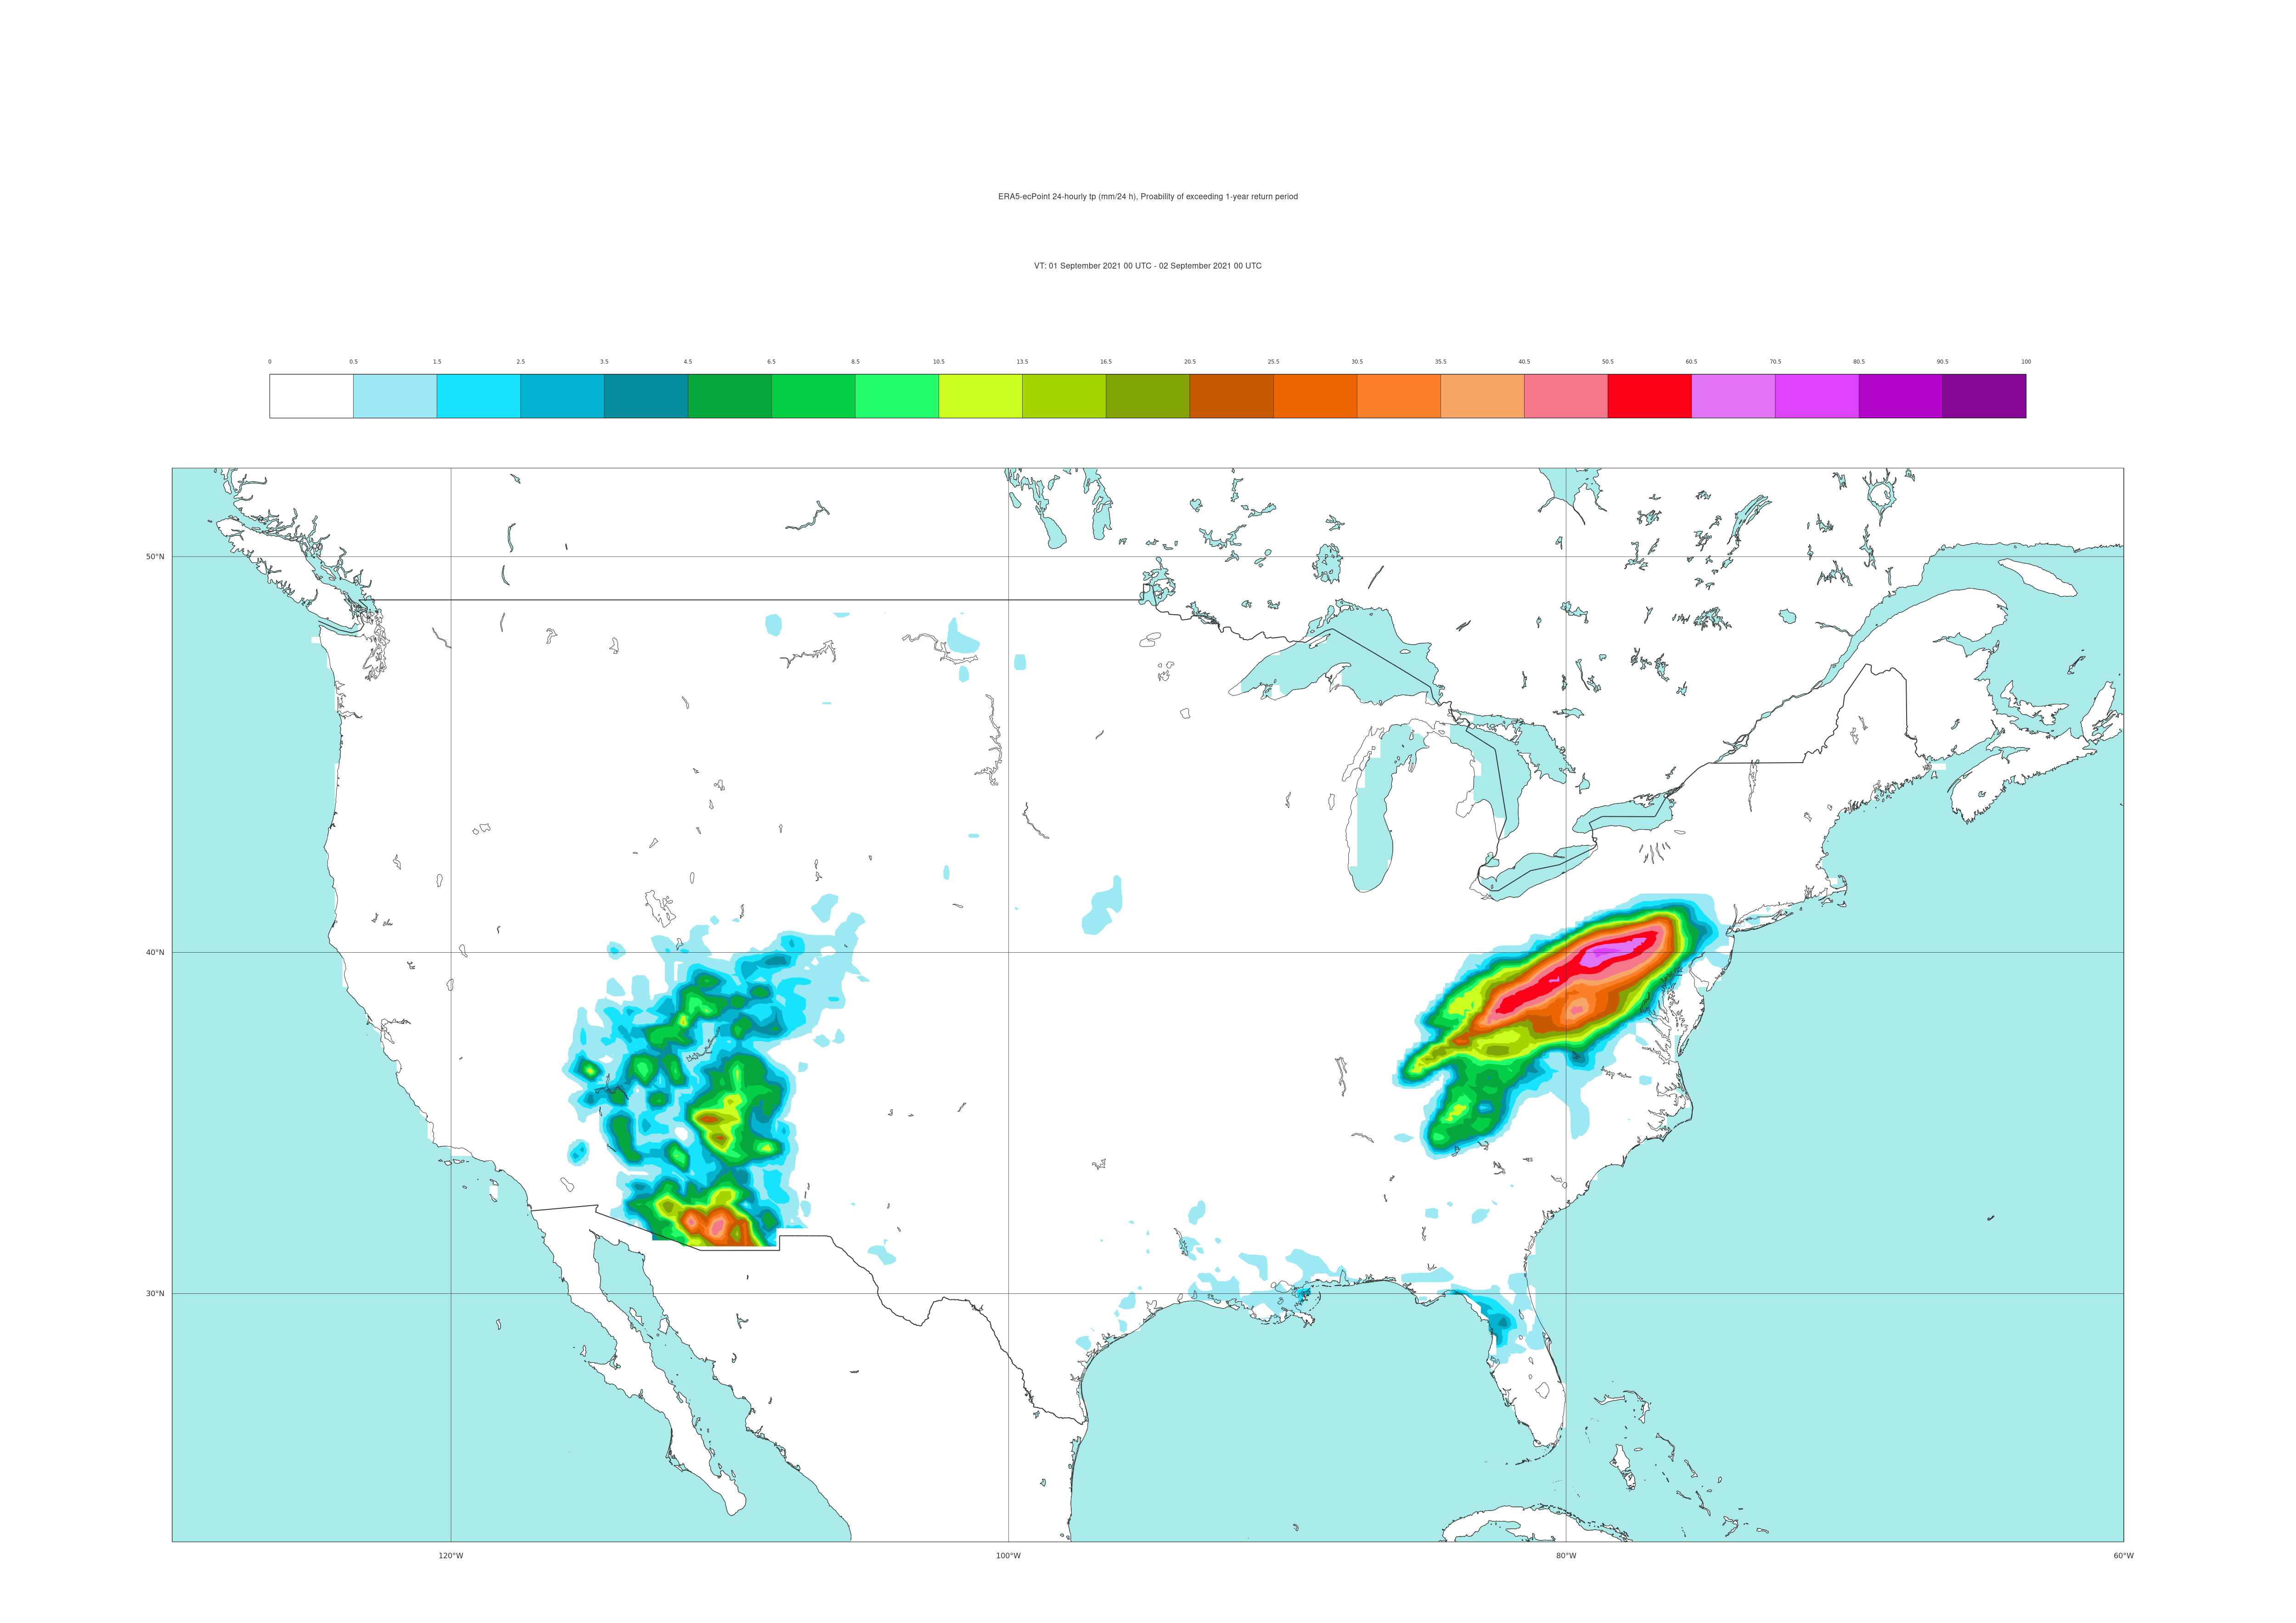 ERA5-ecPoint 24-hourly tp (mm/24 h), Proability of exceeding 1-year return period
VT: 01 September 2021 00 UTC - 02 September 2021 00 UTC
0 0.5 1.5 2.5 3.5 4.5 6.5 8.5 10.5 13.5 16.5 20.5 25.5 30.5 35.5 40.5 50.5 60.5 70.5 80.5 90.5 100
50°N
40°N
30°N
120°W 100°W 80°W 60°W